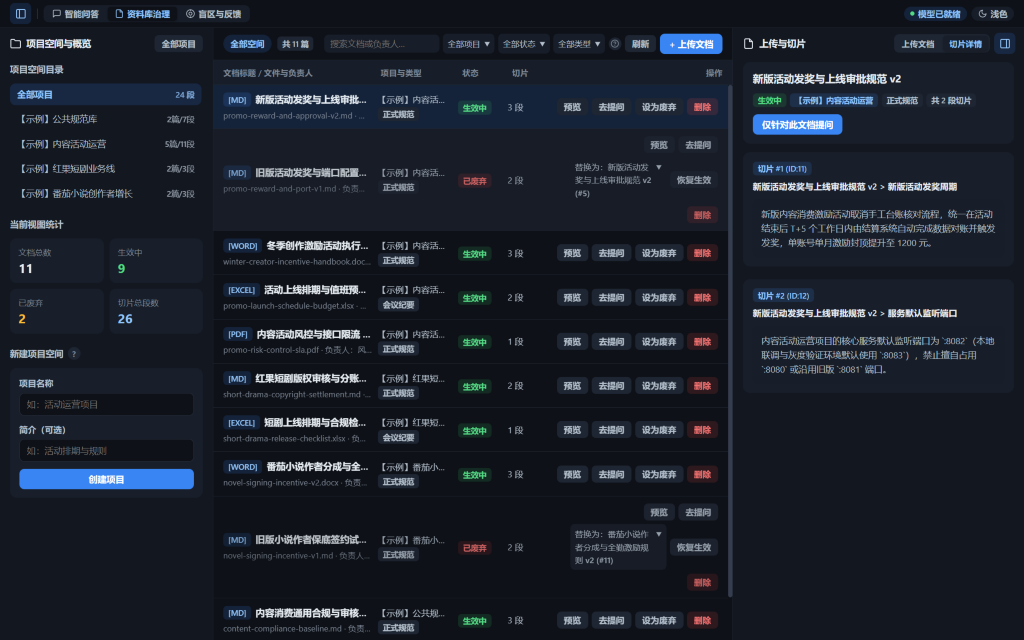 智能问答
资料库治理
盲区与反馈
模型已就绪
浅色
项目空间与概览
全部项目
项目空间目录
全部项目 24 段
【示例】公共规范库 2篇/7段
【示例】内容活动运营 5篇/11段
【示例】红果短剧业务线 2篇/3段
【示例】番茄小说创作者增长 2篇/3段
当前视图统计
文档总数
11
生效中
9
已废弃
2
切片总段数
26
新建项目空间 ?
项目名称
如：活动运营项目
简介（可选）
如：活动排期与规则
创建项目
全部空间 共 11 篇 搜索文档或负责人... 全部项目 ▼ 全部状态 ▼ 全部类型 ▼ ? 刷新 + 上传文档
文档标题 / 文件与负责人 项目与类型 状态 切片 操作
[MD] 新版活动发奖与上线审批...
promo-reward-and-approval-v2.md · ...
【示例】内容活...
正式规范
生效中 3 段 预览 去提问 设为废弃 删除
[MD] 旧版活动发奖与端口配置...
promo-reward-and-port-v1.md · 负责...
【示例】内容活...
正式规范
已废弃 2 段
预览 去提问
替换为：新版活动发 ▼
奖与上线审批规范 v2
(#5)
恢复生效
删除
[WORD] 冬季创作激励活动执行...
winter-creator-incentive-handbook.doc...
【示例】内容活...
正式规范
生效中 3 段 预览 去提问 设为废弃 删除
[EXCEL] 活动上线排期与值班预...
promo-launch-schedule-budget.xlsx · ...
【示例】内容活...
会议纪要
生效中 2 段 预览 去提问 设为废弃 删除
[PDF] 内容活动风控与接口限流 ...
promo-risk-control-sla.pdf · 负责人：风...
【示例】内容活...
正式规范
生效中 1 段 预览 去提问 设为废弃 删除
[MD] 红果短剧版权审核与分账...
short-drama-copyright-settlement.md · ...
【示例】红果短...
正式规范
生效中 2 段 预览 去提问 设为废弃 删除
[EXCEL] 短剧上线排期与合规检...
short-drama-release-checklist.xlsx · 负...
【示例】红果短...
会议纪要
生效中 1 段 预览 去提问 设为废弃 删除
[WORD] 番茄小说作者分成与全...
novel-signing-incentive-v2.docx · 负责...
【示例】番茄小...
正式规范
生效中 3 段 预览 去提问 设为废弃 删除
[MD] 旧版小说作者保底签约试...
novel-signing-incentive-v1.md · 负责人...
【示例】番茄小...
正式规范
已废弃 2 段
预览 去提问
替换为：番茄小说作 ▼
者分成与全勤激励规
则 v2 (#11)
恢复生效
删除
[MD] 内容消费通用合规与审核...
content-compliance-baseline.md · 负责...
【示例】公共规...
正式规范
生效中 3 段 预览 去提问 设为废弃 删除
上传与切片
上传文档 切片详情
新版活动发奖与上线审批规范 v2
生效中 【示例】内容活动运营 正式规范 共 2 段切片
仅针对此文档提问
切片 #1 (ID:11)
新版活动发奖与上线审批规范 v2 > 新版活动发奖周期
新版内容消费激励活动取消手工台账核对流程，统一在活动
结束后 T+5 个工作日内由结算系统自动完成数据对账并触发
发奖，单账号单月激励封顶提升至 1200 元。
切片 #2 (ID:12)
新版活动发奖与上线审批规范 v2 > 服务默认监听端口
内容活动运营项目的核心服务默认监听端口为 `:8082`（本地
联调与灰度验证环境默认使用 `:8083`），禁止擅自占用
`:8080` 或沿用旧版 `:8081` 端口。